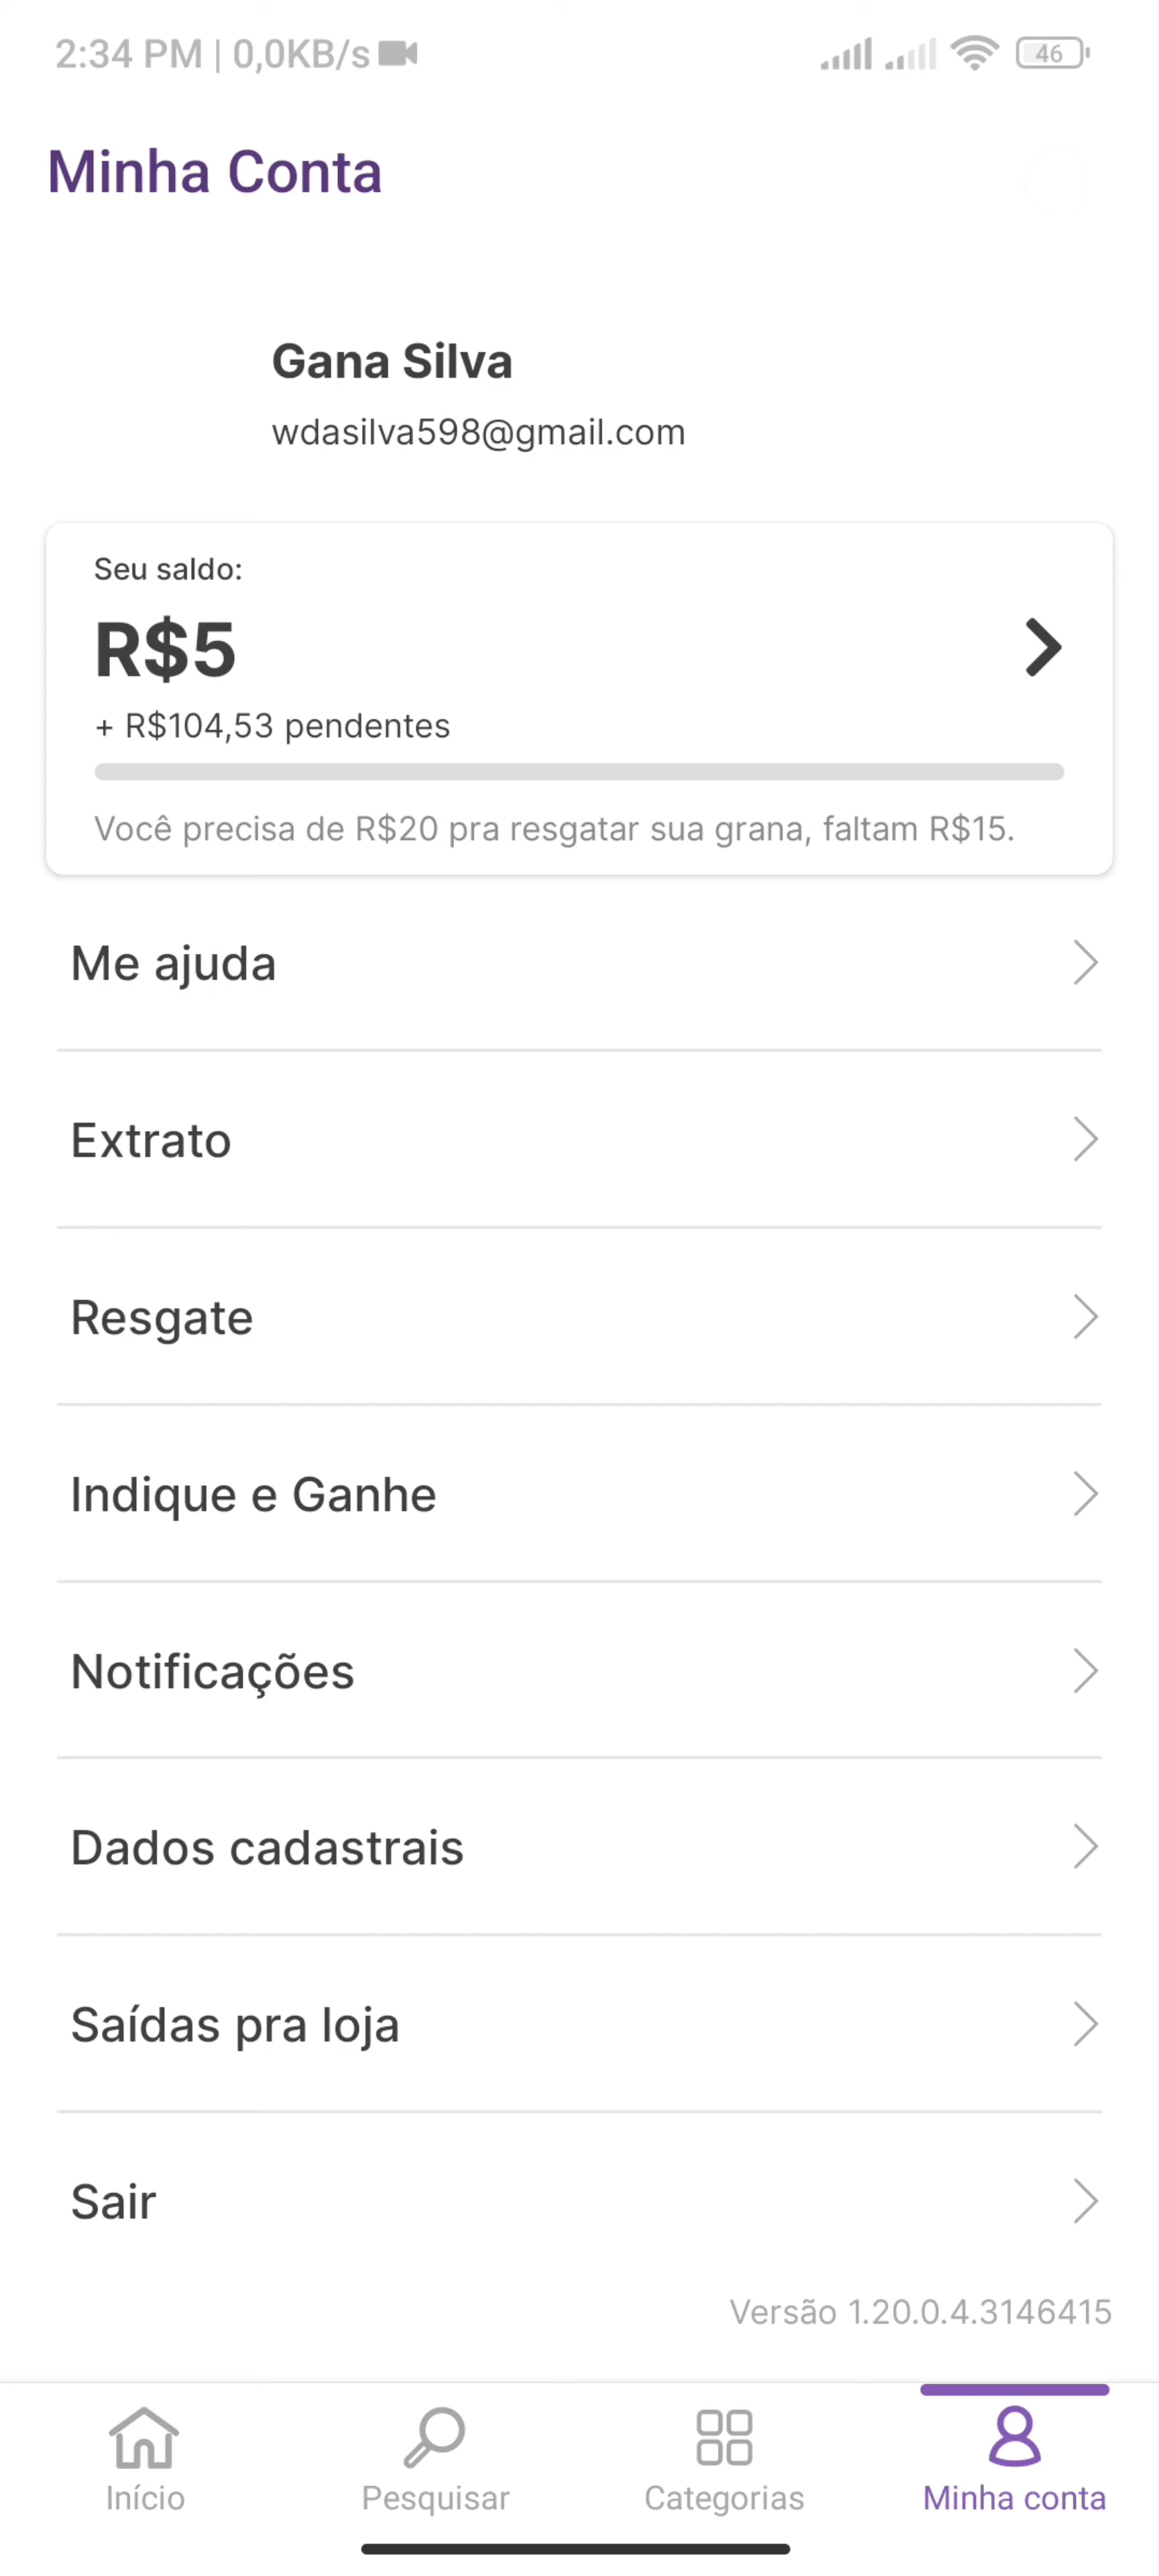 2:34 PM | 0,0KB/s
46
Minha Conta
Gana Silva
wdasilva598@gmail.com
Seu saldo:
R$5
+ R$104,53 pendentes
Você precisa de R$20 pra resgatar sua grana, faltam R$15.
Me ajuda
Extrato
Resgate
Indique e Ganhe
Notificações
Dados cadastrais
Saídas pra loja
Sair
Versão 1.20.0.4.3146415
Início
Pesquisar
Categorias
Minha conta